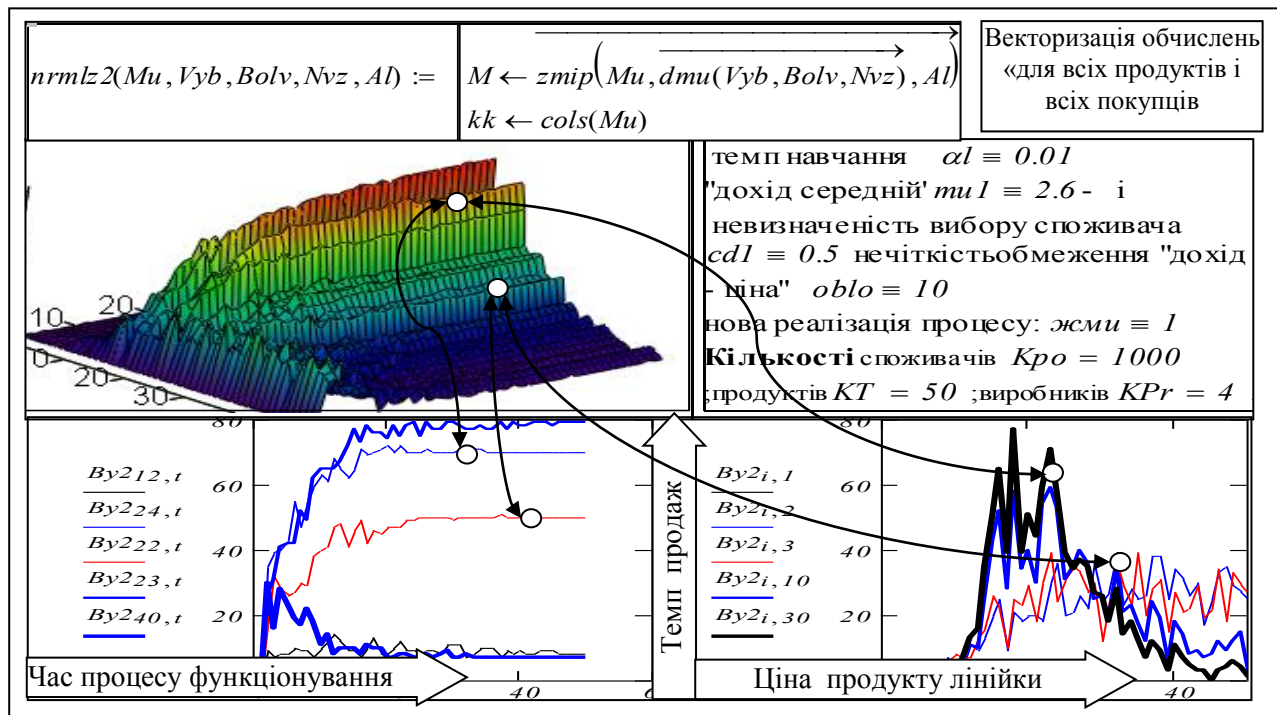 nrmlz2(Mu, Vyb, Bolv, Nvz, Al) :=
M ← zmip(Mu, dmu(Vyb, Bolv, Nvz), Al)
kk ← cols(Mu)
Векторизація обчислень
«для всіх продуктів і
всіх покупців
10
0
20
20
30
темп навчання αl ≡ 0.01
"дохід середній' mu1 ≡ 2.6 - і
невизначеність вибору споживача
cd1 ≡ 0.5 нечіткістьобмеження "дохід
- ціна" oblo ≡ 10
нова реалізація процесу: жми ≡ 1
Кількості споживачів Kpo = 1000
;продуктів KT = 50 ;виробників KPr = 4
By2 12, t
By2 24, t
By2 22, t
By2 23, t
By2 40, t
80
60
40
20
40
6
Час процесу функціонування
Темп продаж
By2 i, 1
By2 i, 2
By2 i, 3
By2 i, 10
By2 i, 30
80
60
40
20
40
Ціна продукту лінійки